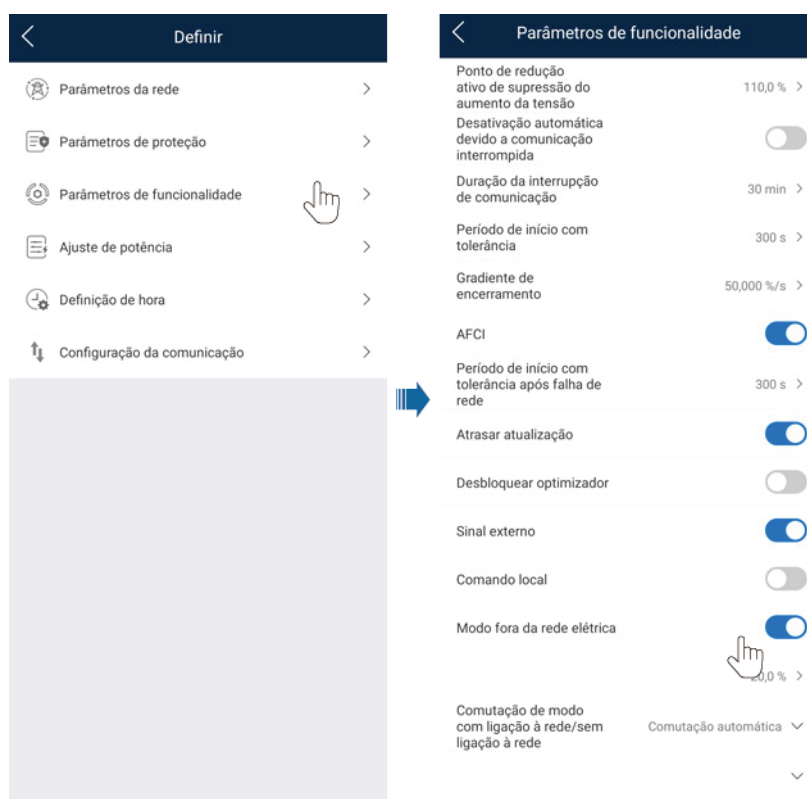 Definir
Parâmetros da rede
Parâmetros de proteção
Parâmetros de funcionalidade
Ajuste de potência
Definição de hora
Configuração da comunicação
Parâmetros de funcionalidade
Ponto de redução
ativo de supressão do
aumento da tensão
110,0 %
Desativação automática
devido a comunicação
interrompida
Duração da interrupção
de comunicação
30 min
Período de início com
tolerância
300 s
Gradiente de
encerramento
50,000 %/s
AFCI
Período de início com
tolerância após falha de
rede
300 s
Atrasar atualização
Desbloquear optimizador
Sinal externo
Comando local
Modo fora da rede elétrica
0,0 %
Comutação de modo
com ligação à rede/sem
ligação à rede
Comutação automática